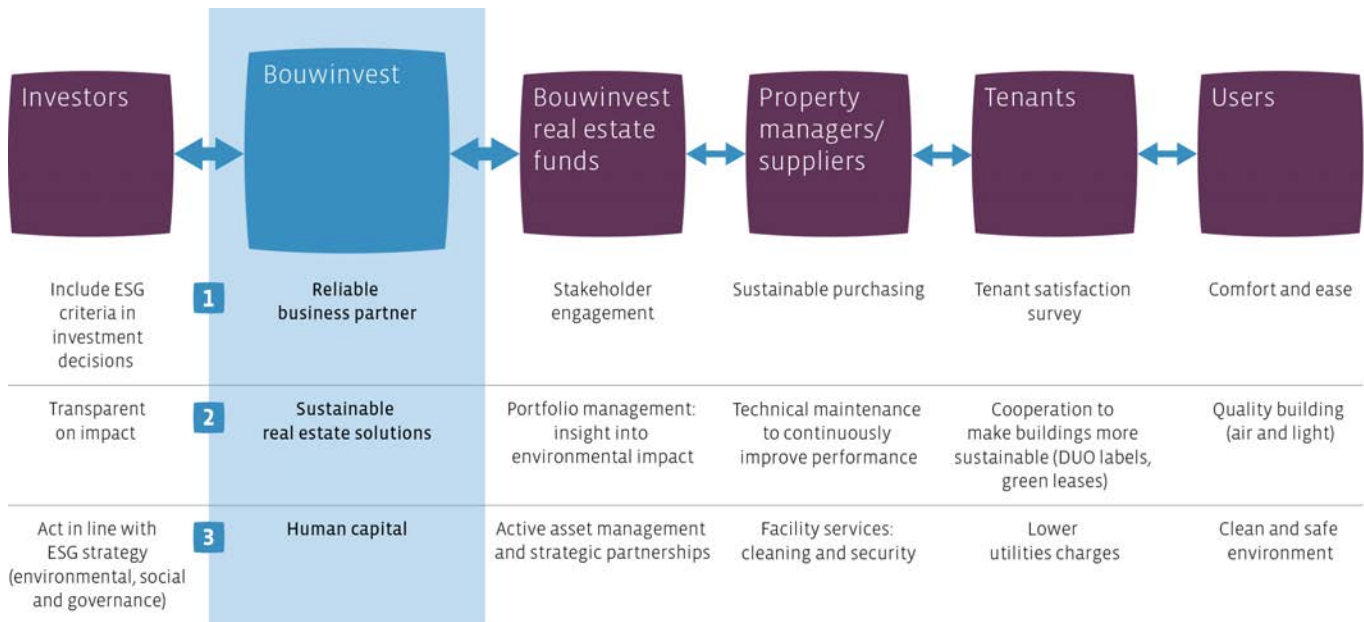 Investors
Bouwinvest
Bouwinvest
real estate
funds
Property
managers/
suppliers
Tenants
Users
Include ESG
criteria in
investment
decisions
1
Reliable
business partner
Stakeholder
engagement
Sustainable purchasing
Tenant satisfaction
survey
Comfort and ease
Transparent
on impact
2
Sustainable
real estate solutions
Portfolio management:
insight into
environmental impact
Technical maintenance
to continuously
improve performance
Cooperation to
make buildings more
sustainable (DUO labels,
green leases)
Quality building
(air and light)
Act in line with
ESG strategy
(environmental, social
and governance)
3
Human capital
Active asset management
and strategic partnerships
Facility services:
cleaning and security
Lower
utilities charges
Clean and safe
environment